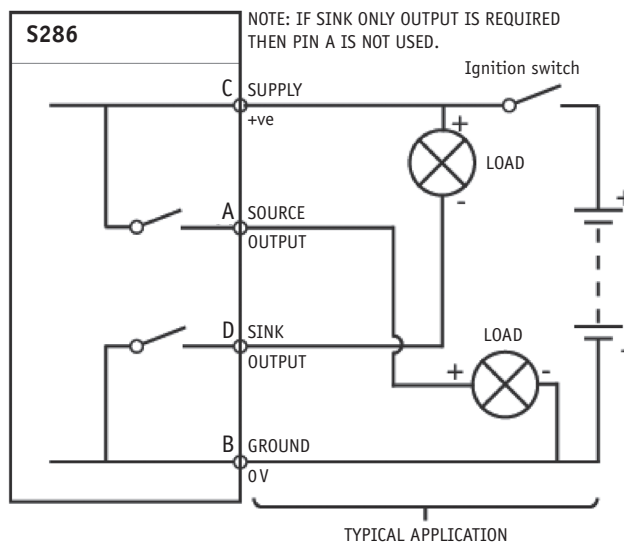 S286
NOTE: IF SINK ONLY OUTPUT IS REQUIRED
THEN PIN A IS NOT USED.
Ignition switch
C SUPPLY
+ve
+
LOAD
-
A SOURCE
OUTPUT
+
D SINK
OUTPUT
LOAD
+ -
-
B GROUND
0V
TYPICAL APPLICATION